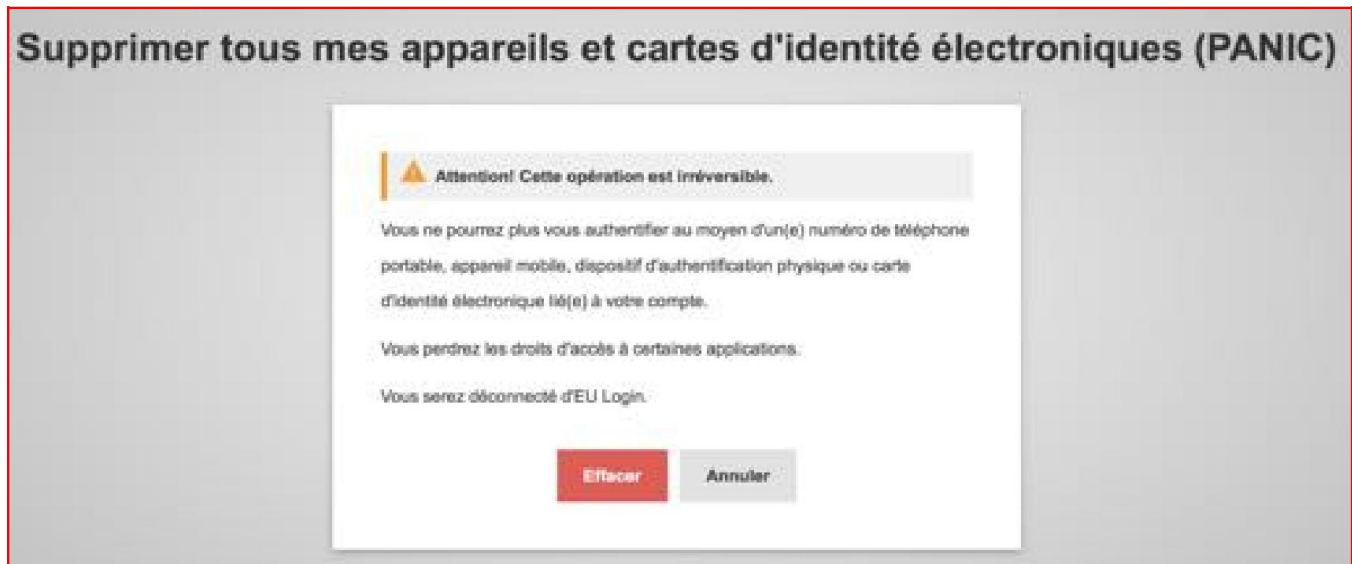 Supprimer tous mes appareils et cartes d'identité électroniques (PANIC)
Attention! Cette opération est irréversible.
Vous ne pourrez plus vous authentifier au moyen d'un(e) numéro de téléphone
portable, appareil mobile, dispositif d'authentification physique ou carte
d'identité électronique lié(e) à votre compte.
Vous perdrez les droits d'accès à certaines applications.
Vous serez déconnecté d'EU Login.
Effacer Annuler